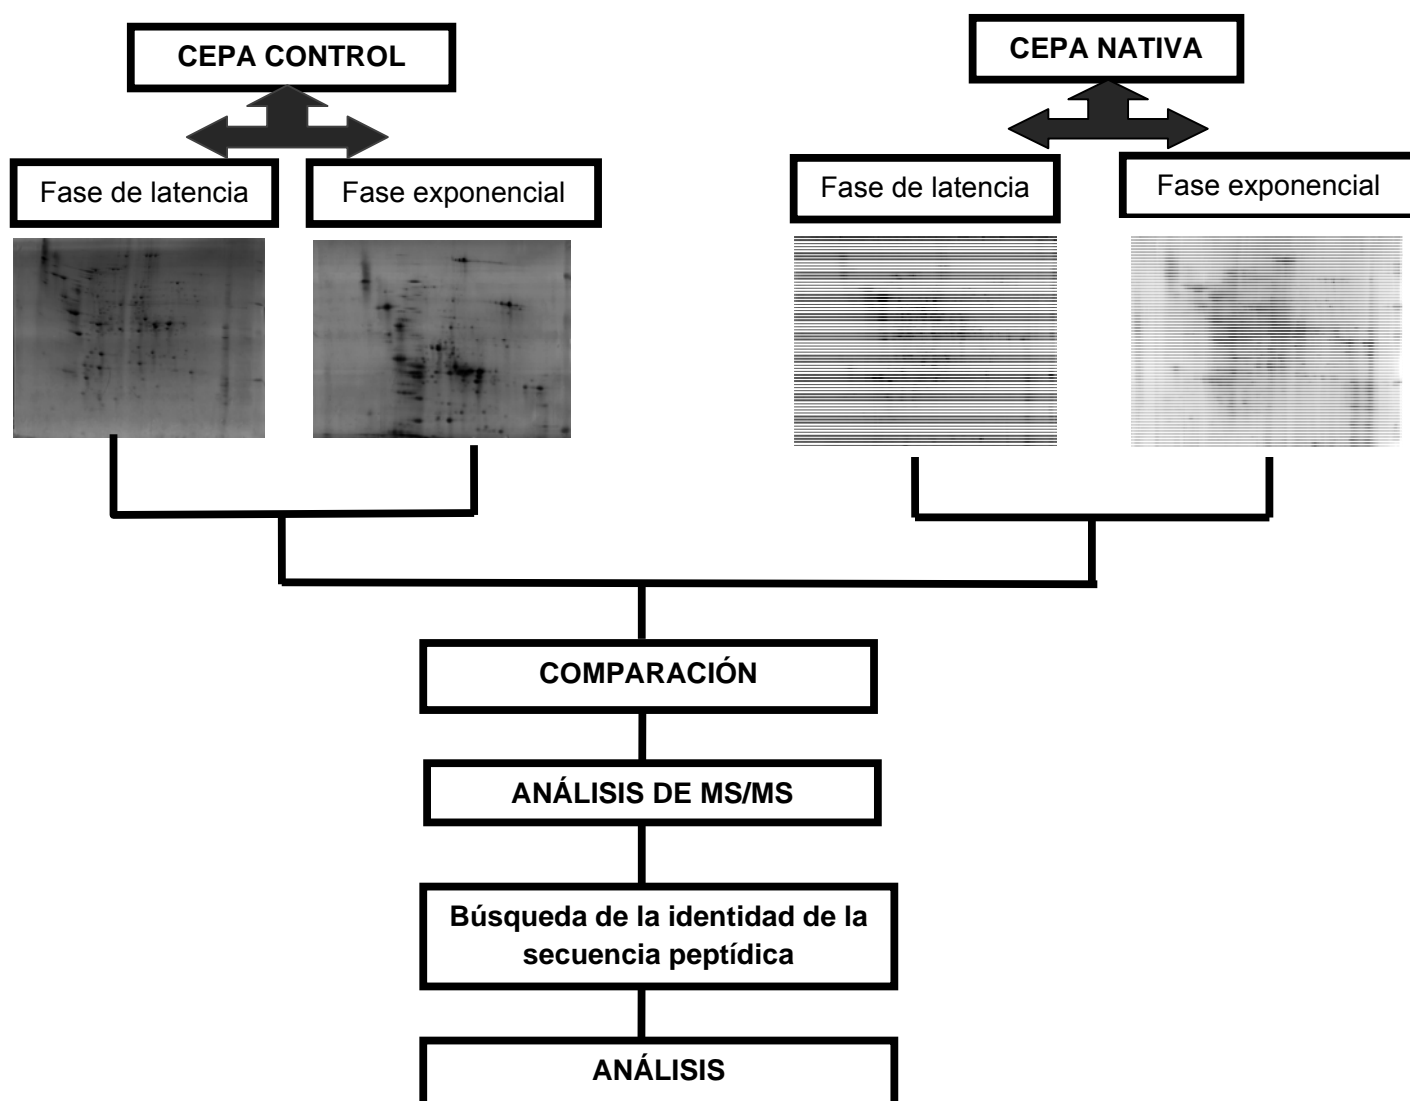 CEPA CONTROL
CEPA NATIVA
Fase de latencia
Fase exponencial
Fase de latencia
Fase exponencial
COMPARACIÓN
ANÁLISIS DE MS/MS
Búsqueda de la identidad de la
secuencia peptídica
ANÁLISIS